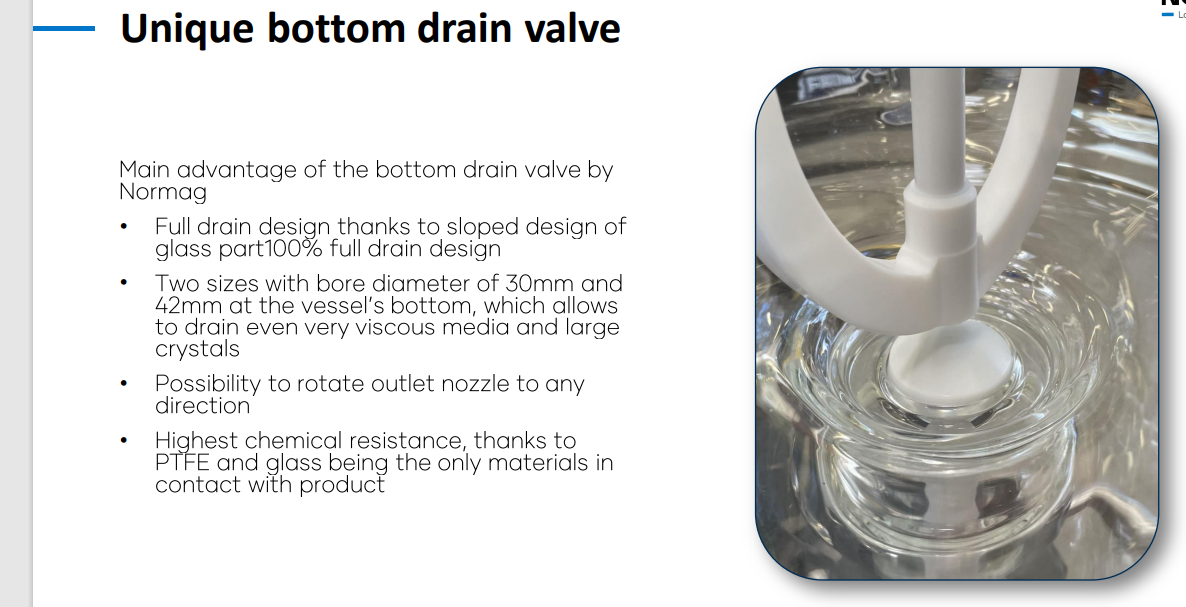 Unique bottom drain valve
Main advantage of the bottom drain valve by
Normag
• Full drain design thanks to sloped design of
glass part100% full drain design
• Two sizes with bore diameter of 30mm and
42mm at the vessel's bottom, which allows
to drain even very viscous media and large
crystals
• Possibility to rotate outlet nozzle to any
direction
• Highest chemical resistance, thanks to
PTFE and glass being the only materials in
contact with product